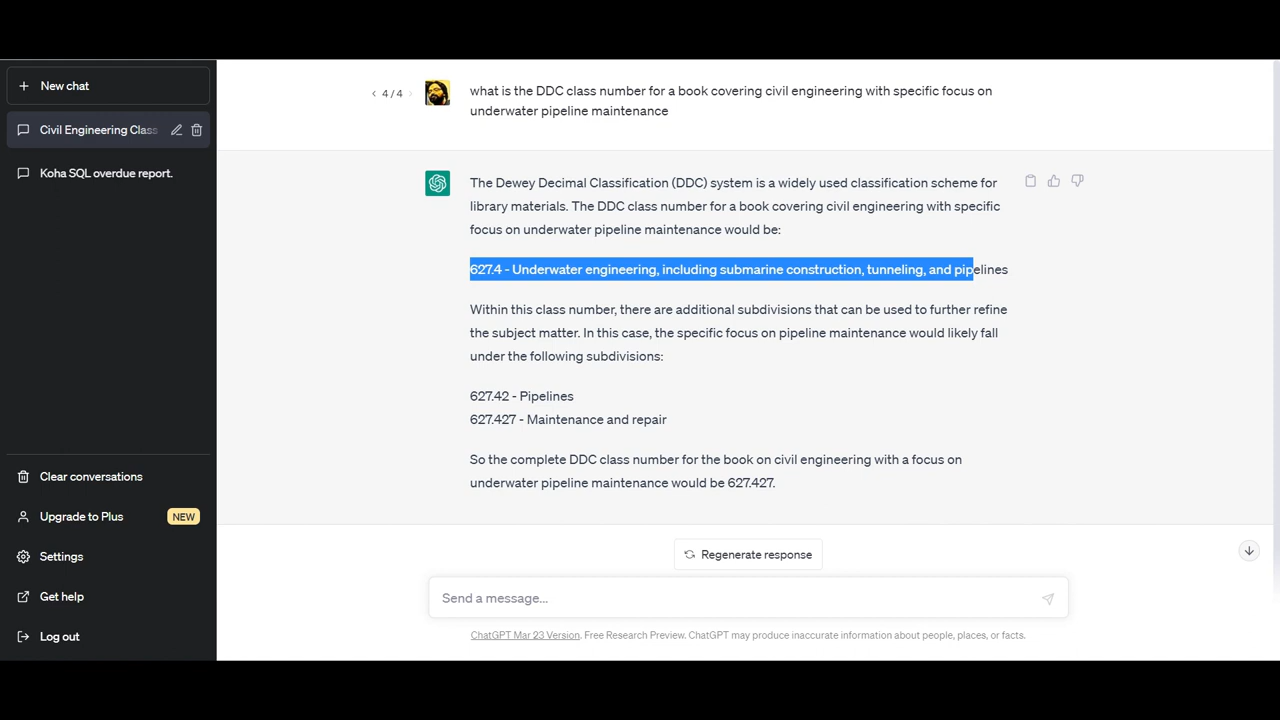 New chat
Civil Engineering Class
Koha SQL overdue report.
Clear conversations
Upgrade to Plus
NEW
Settings
Get help
Log out
4 / 4
what is the DDC class number for a book covering civil engineering with specific focus on
underwater pipeline maintenance
The Dewey Decimal Classification (DDC) system is a widely used classification scheme for
library materials. The DDC class number for a book covering civil engineering with specific
focus on underwater pipeline maintenance would be:
627.4 - Underwater engineering, including submarine construction, tunneling, and pipelines
Within this class number, there are additional subdivisions that can be used to further refine
the subject matter. In this case, the specific focus on pipeline maintenance would likely fall
under the following subdivisions:
627.42 - Pipelines
627.427 - Maintenance and repair
So the complete DDC class number for the book on civil engineering with a focus on
underwater pipeline maintenance would be 627.427.
Regenerate response
Send a message...
ChatGPT Mar 23 Version. Free Research Preview. ChatGPT may produce inaccurate information about people, places, or facts.